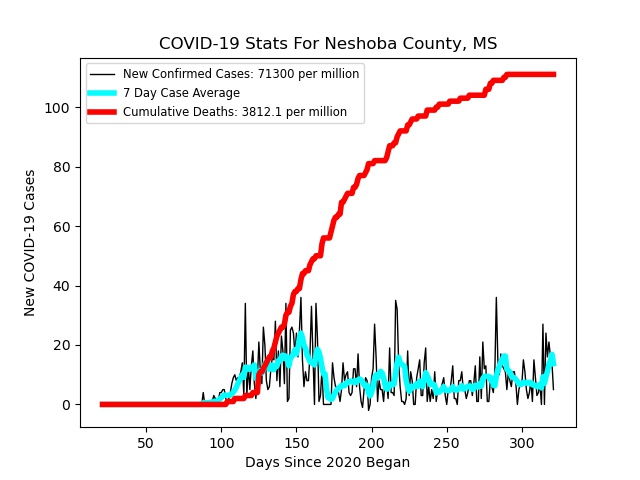 COVID-19 Stats For Neshoba County, MS
New Confirmed Cases: 71300 per million
7 Day Case Average
Cumulative Deaths: 3812.1 per million
New COVID-19 Cases
100
80
60
40
20
0
50 100 150 200 250 300
Days Since 2020 Began